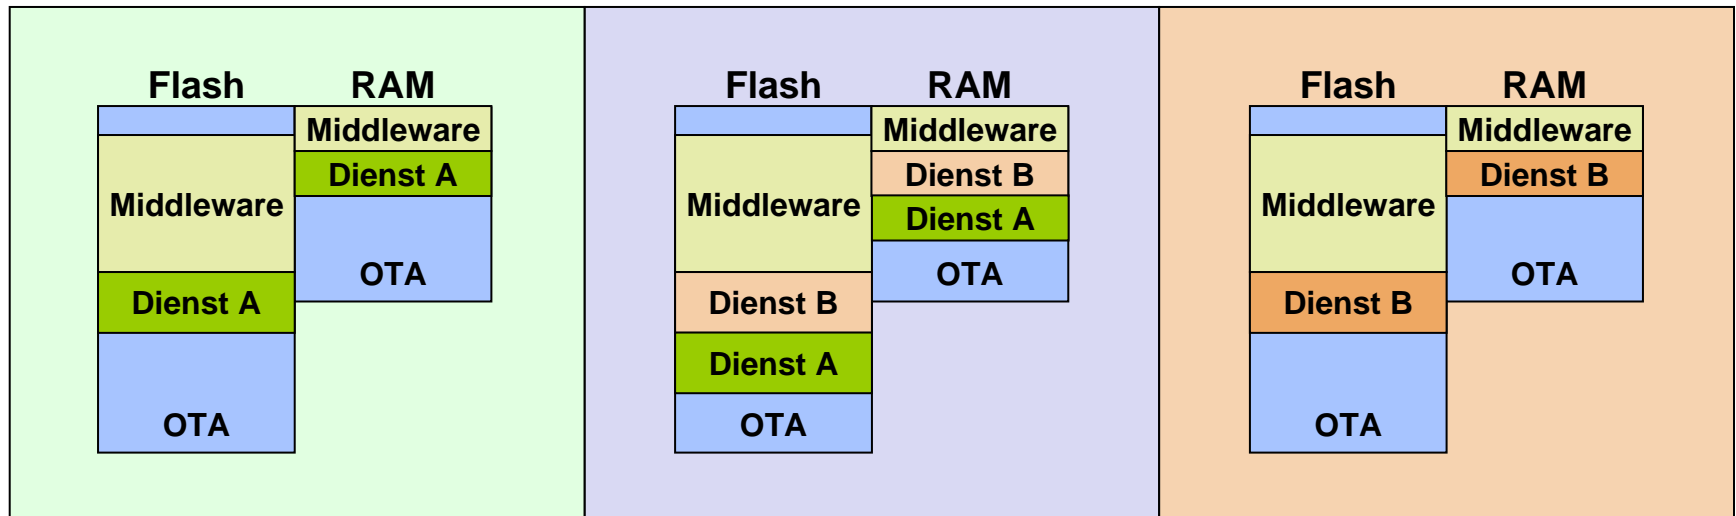 Flash RAM
Middleware
Dienst A
Middleware
OTA
Dienst A
OTA
Flash RAM
Middleware
Dienst B
Middleware
Dienst A
OTA
Dienst B
Dienst A
OTA
Flash RAM
Middleware
Dienst B
Middleware
OTA
Dienst B
OTA